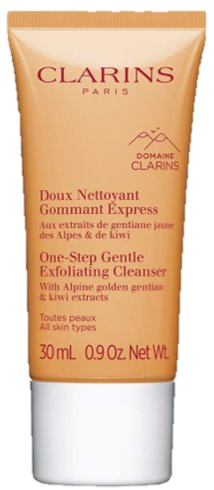 CLARINS
PARIS
DOMAINE
CLARINS
Doux Nettoyant
Gommant Express
Aux extraits de gentiane jaune
des Alpes & de kiwi
One-Step Gentle
Exfoliating Cleanser
With Alpine golden gentian
& kiwi extracts
Toutes peaux
All skin types
30 mL 0.9 Oz. Net Wt.